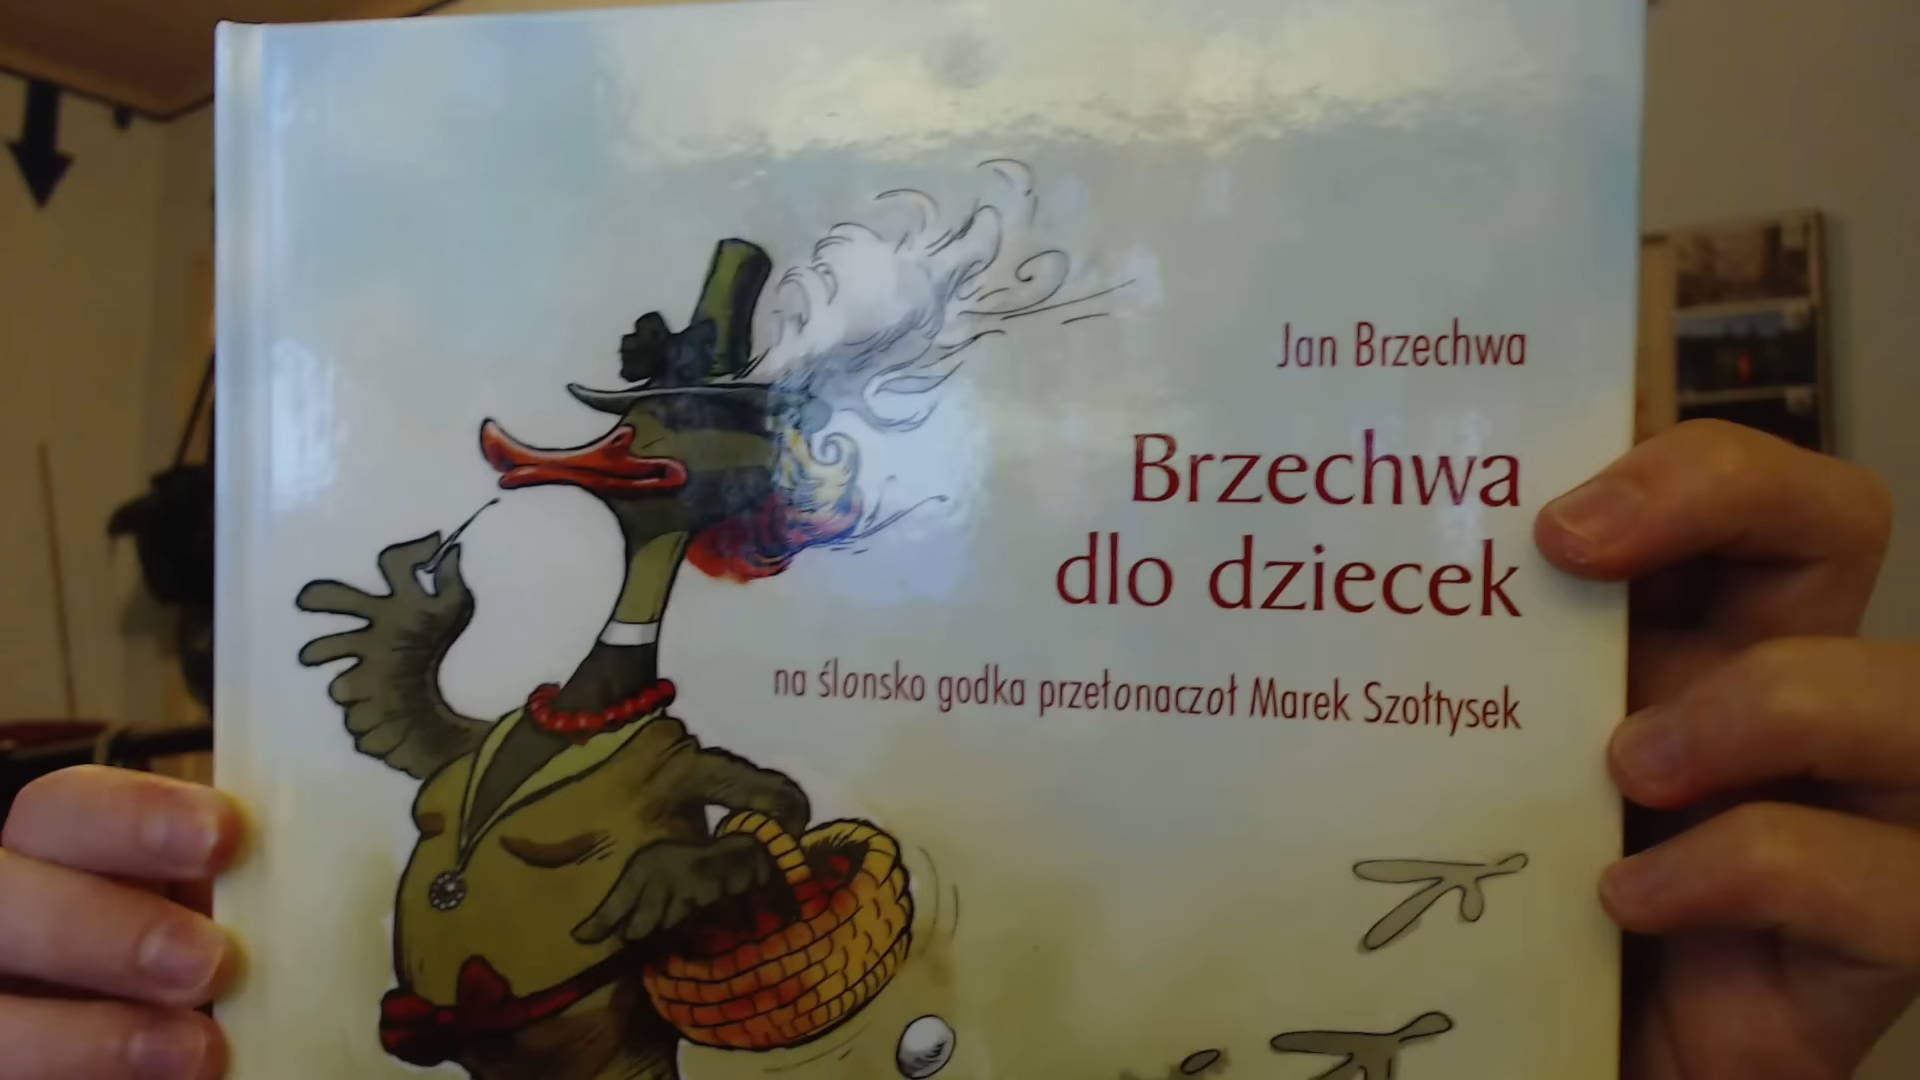 Jan Brzechwa
Brzechwa
dlo dziecek
na ślonsko godka przełonaczoł Marek Szołtysek